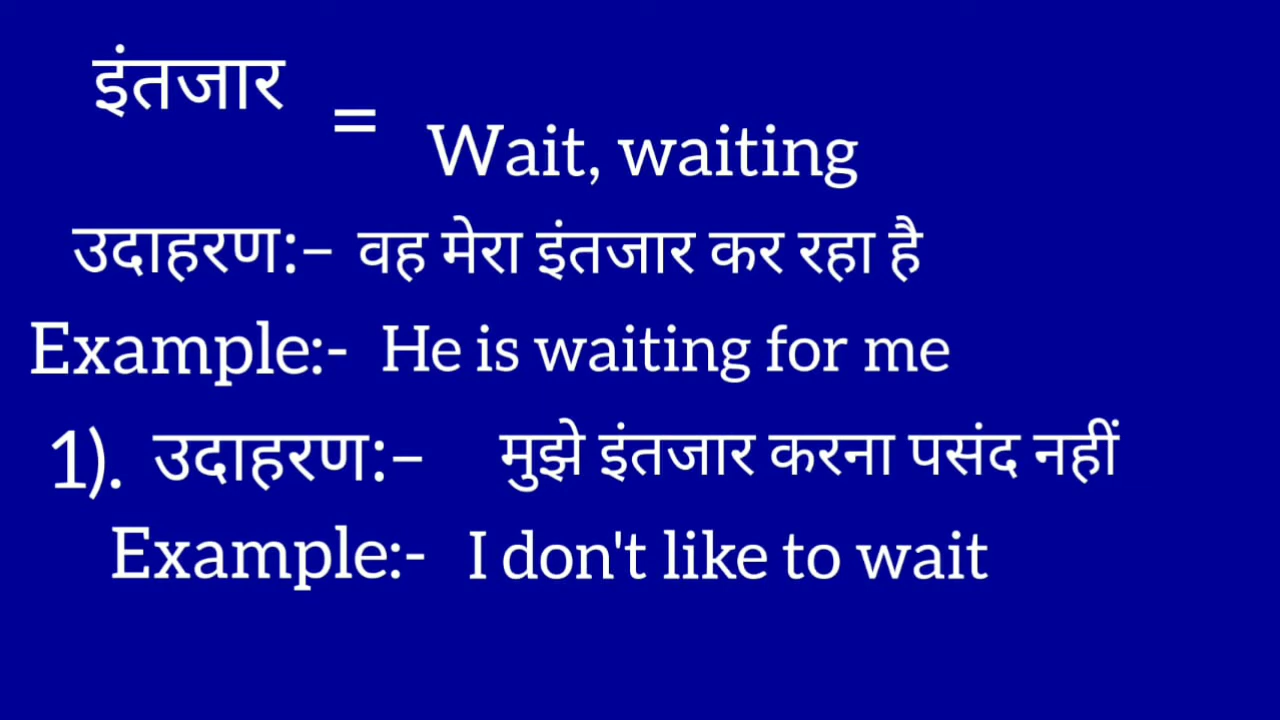 इंतजार = Wait, waiting
उदाहरण:– वह मेरा इंतजार कर रहा है
Example:- He is waiting for me
1). उदाहरण:– मुझे इंतजार करना पसंद नहीं
Example:- I don't like to wait